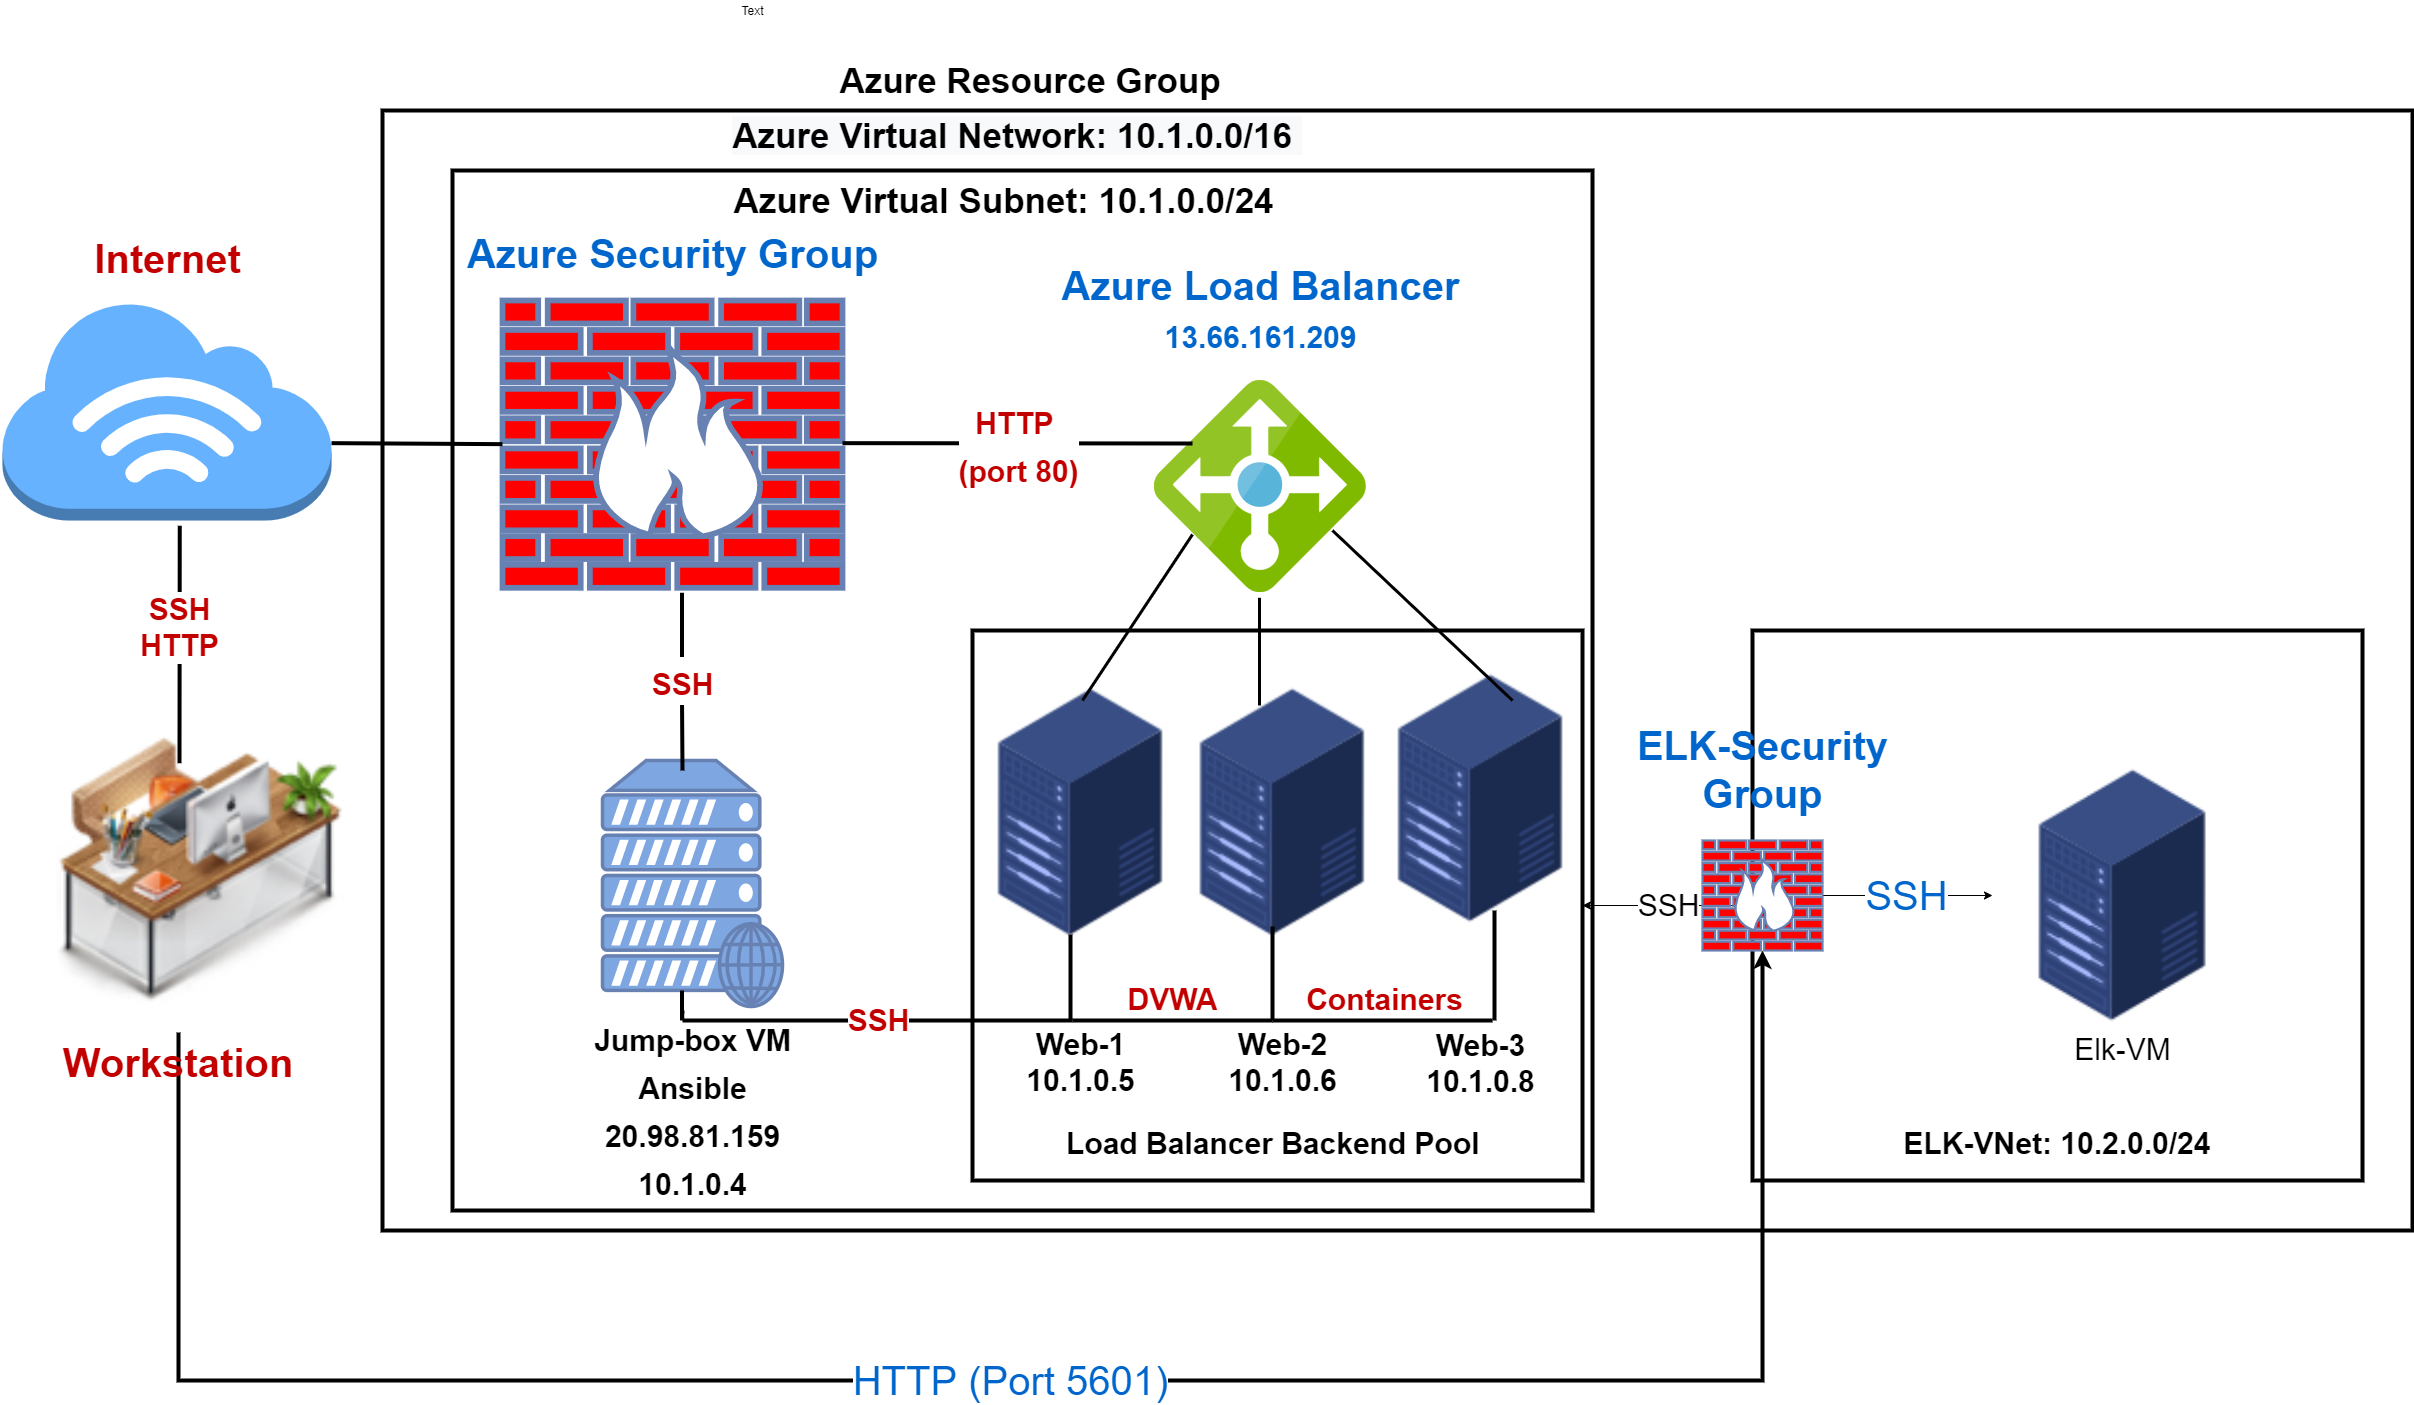 Text
Azure Resource Group
Azure Virtual Network: 10.1.0.0/16
Azure Virtual Subnet: 10.1.0.0/24
Internet
Azure Security Group
Azure Load Balancer
13.66.161.209
HTTP
(port 80)
SSH
HTTP
SSH
ELK-Security
Group
SSH
SSH
DVWA
Containers
SSH
Workstation
Jump-box VM
Ansible
20.98.81.159
10.1.0.4
Web-1
10.1.0.5
Web-2
10.1.0.6
Web-3
10.1.0.8
Load Balancer Backend Pool
Elk-VM
ELK-VNet: 10.2.0.0/24
HTTP (Port 5601)